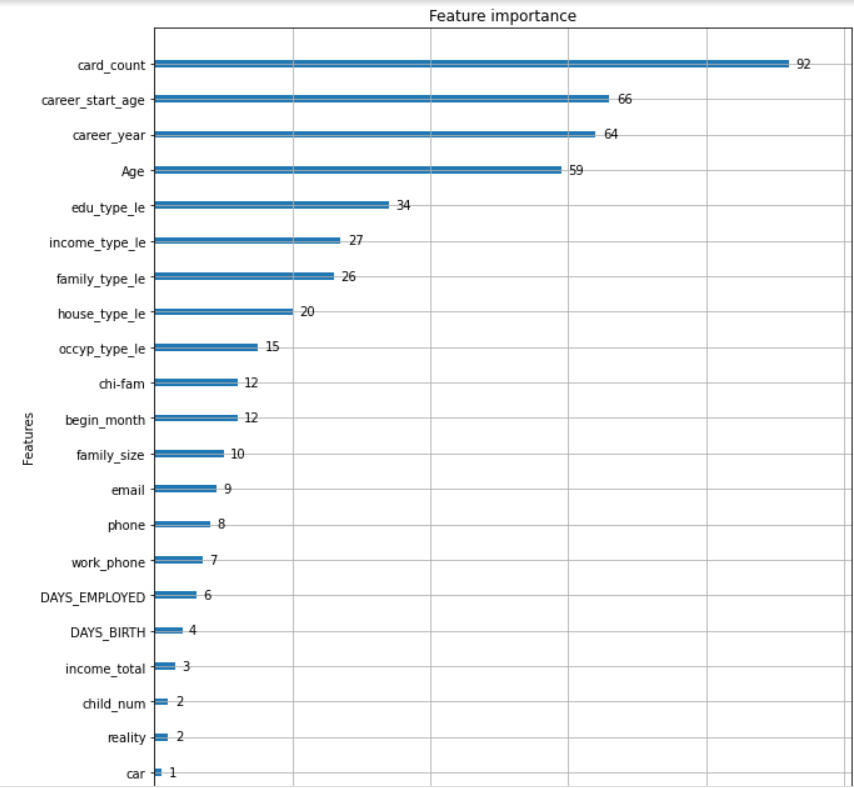 Feature importance
card_count 92
career_start_age 66
career_year 64
Age 59
edu_type_le 34
income_type_le 27
family_type_le 26
house_type_le 20
occyp_type_le 15
chi-fam 12
begin_month 12
Features
family_size 10
email 9
phone 8
work_phone 7
DAYS_EMPLOYED 6
DAYS_BIRTH 4
income_total 3
child_num 2
reality 2
car 1